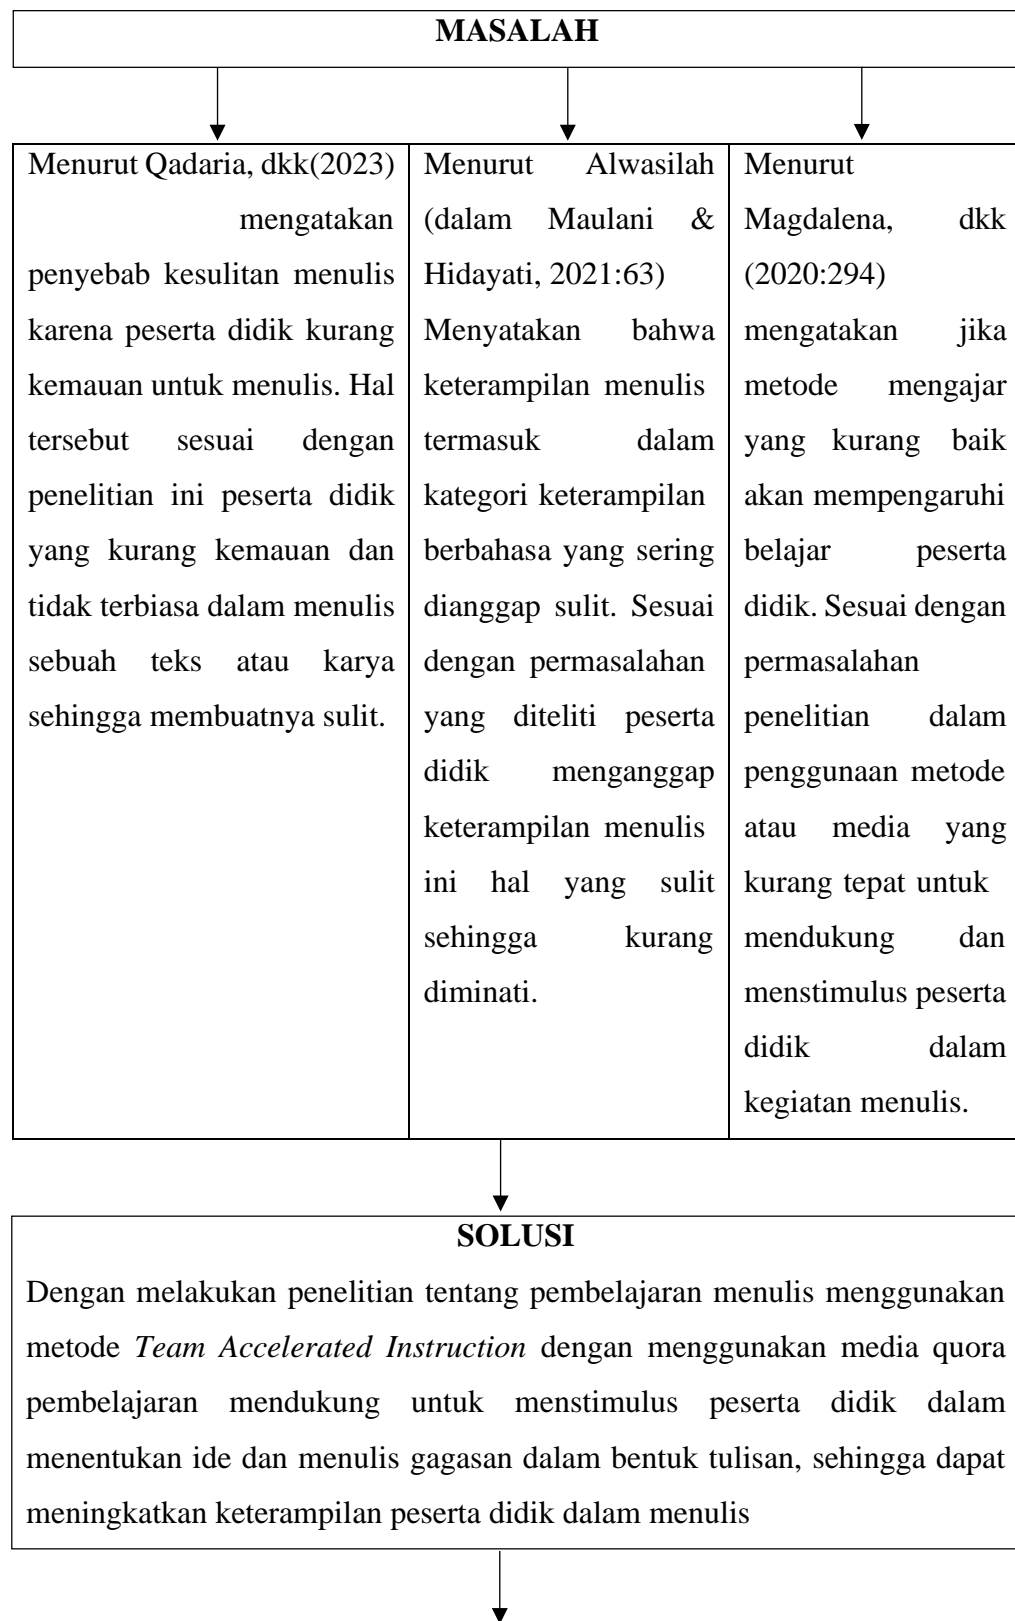 MASALAH
Menurut Qadaria, dkk(2023)
mengatakan
penyebab kesulitan menulis
karena peserta didik kurang
kemauan untuk menulis. Hal
tersebut sesuai dengan
penelitian ini peserta didik
yang kurang kemauan dan
tidak terbiasa dalam menulis
sebuah teks atau karya
sehingga membuatnya sulit.
Menurut Alwasilah
(dalam Maulani &
Hidayati, 2021:63)
Menyatakan bahwa
keterampilan menulis
termasuk dalam
kategori keterampilan
berbahasa yang sering
dianggap sulit. Sesuai
dengan permasalahan
yang diteliti peserta
didik menganggap
keterampilan menulis
ini hal yang sulit
sehingga kurang
diminati.
Menurut
Magdalena, dkk
(2020:294)
mengatakan jika
metode mengajar
yang kurang baik
akan mempengaruhi
belajar peserta
didik. Sesuai dengan
permasalahan
penelitian dalam
penggunaan metode
atau media yang
kurang tepat untuk
mendukung dan
menstimulus peserta
didik dalam
kegiatan menulis.
SOLUSI
Dengan melakukan penelitian tentang pembelajaran menulis menggunakan
metode Team Accelerated Instruction dengan menggunakan media quora
pembelajaran mendukung untuk menstimulus peserta didik dalam
menentukan ide dan menulis gagasan dalam bentuk tulisan, sehingga dapat
meningkatkan keterampilan peserta didik dalam menulis